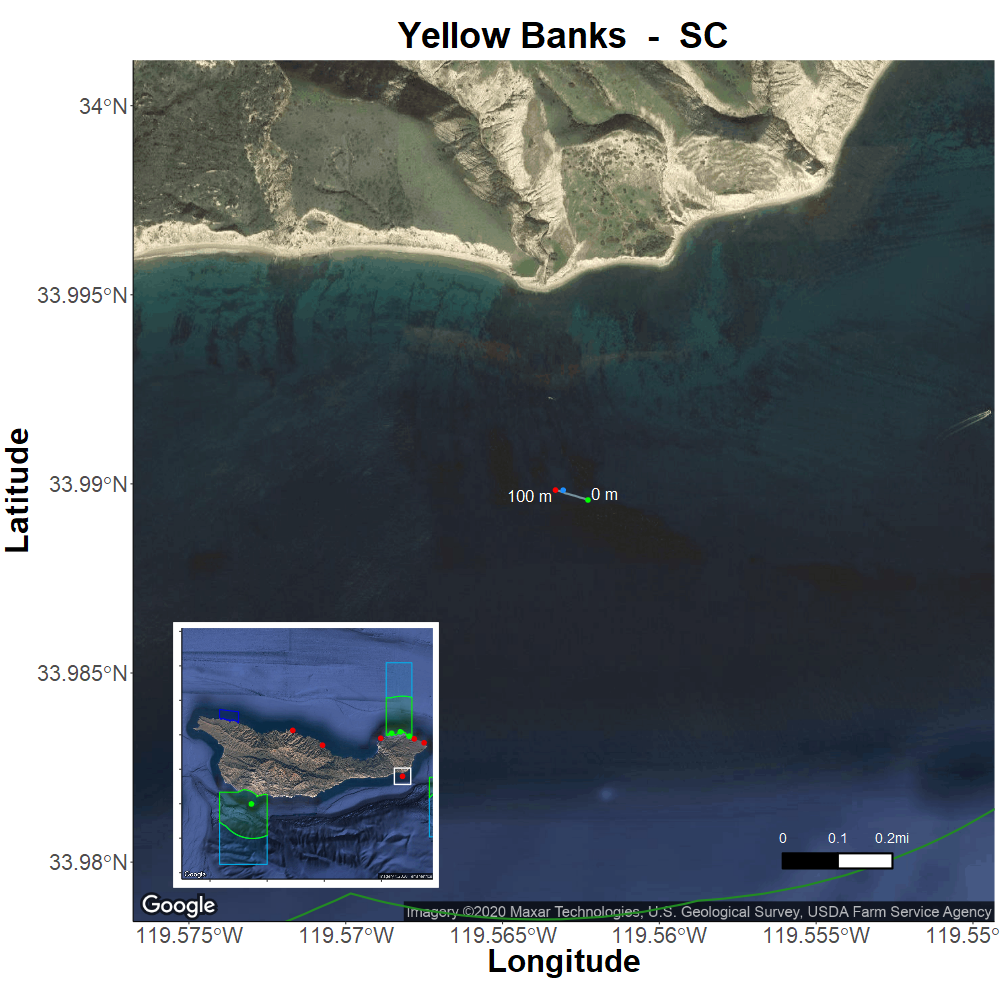 Yellow Banks - SC
34°N
33.995°N
33.99°N
33.985°N
33.98°N
Latitude
100 m
0 m
0 0.1 0.2mi
Google
Google
Imagery ©2020 Maxar Technologies, U.S. Geological Survey, USDA Farm Service Agency
119.575°W 119.57°W 119.565°W 119.56°W 119.555°W 119.55°
Longitude